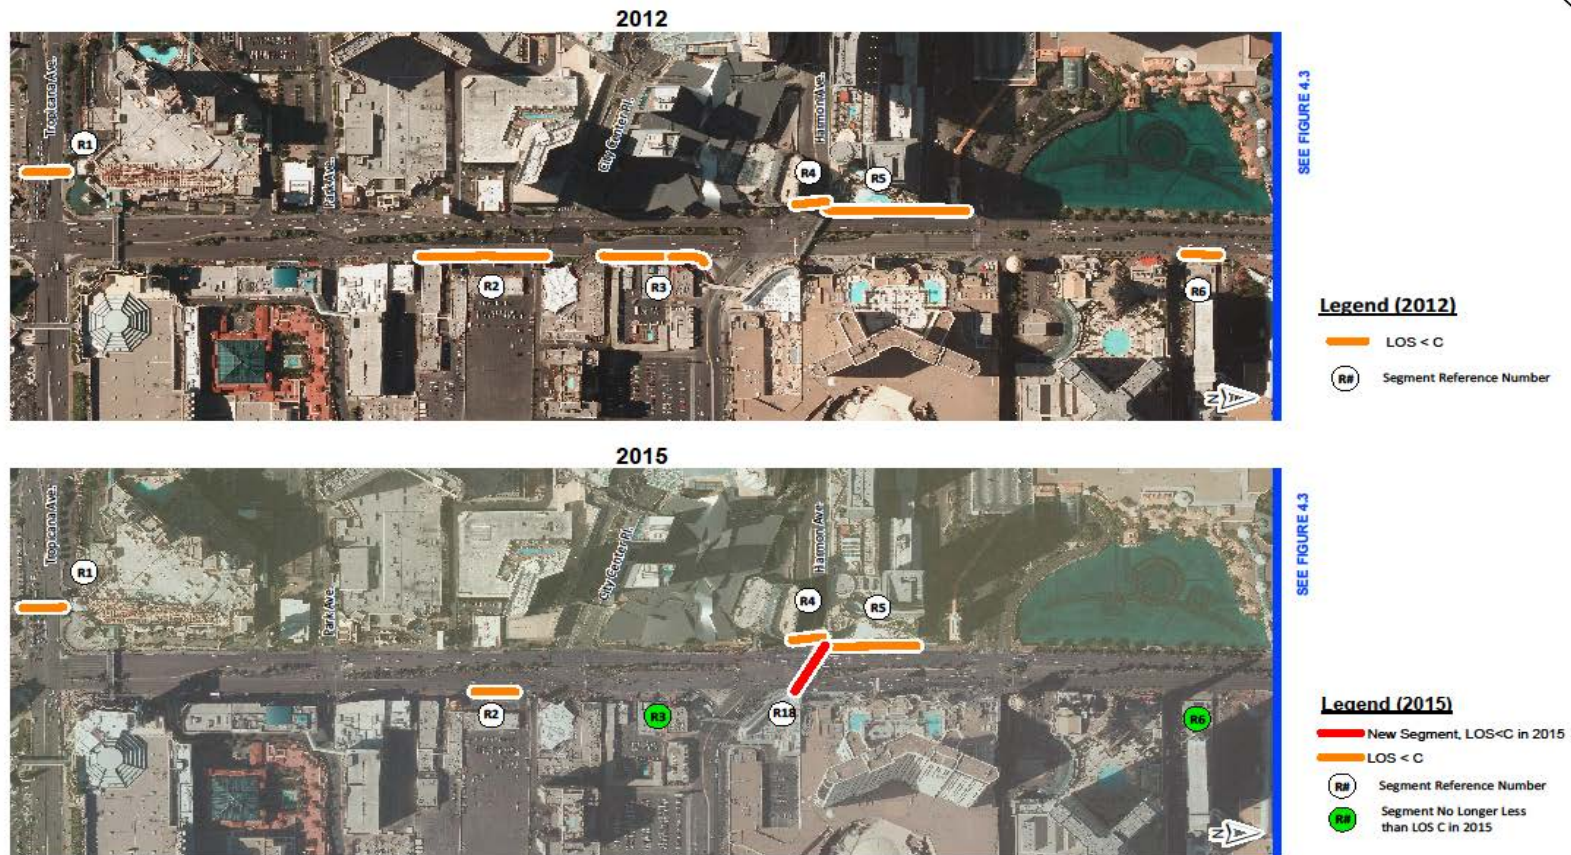 2012
Tropicana Ave.
R1
Park Ave.
City Center Pl.
Harmon Ave.
R4
R5
R2
R3
R6
N
SEE FIGURE 4.3
Legend (2012)
LOS < C
R# Segment Reference Number
2015
Tropicana Ave.
R1
Park Ave.
City Center Pl.
Harmon Ave
R4
R5
R2
R3
R18
R6
N
SEE FIGURE 4.3
Legend (2015)
New Segment, LOS<C in 2015
LOS < C
R# Segment Reference Number
R# Segment No Longer Less
than LOS C in 2015